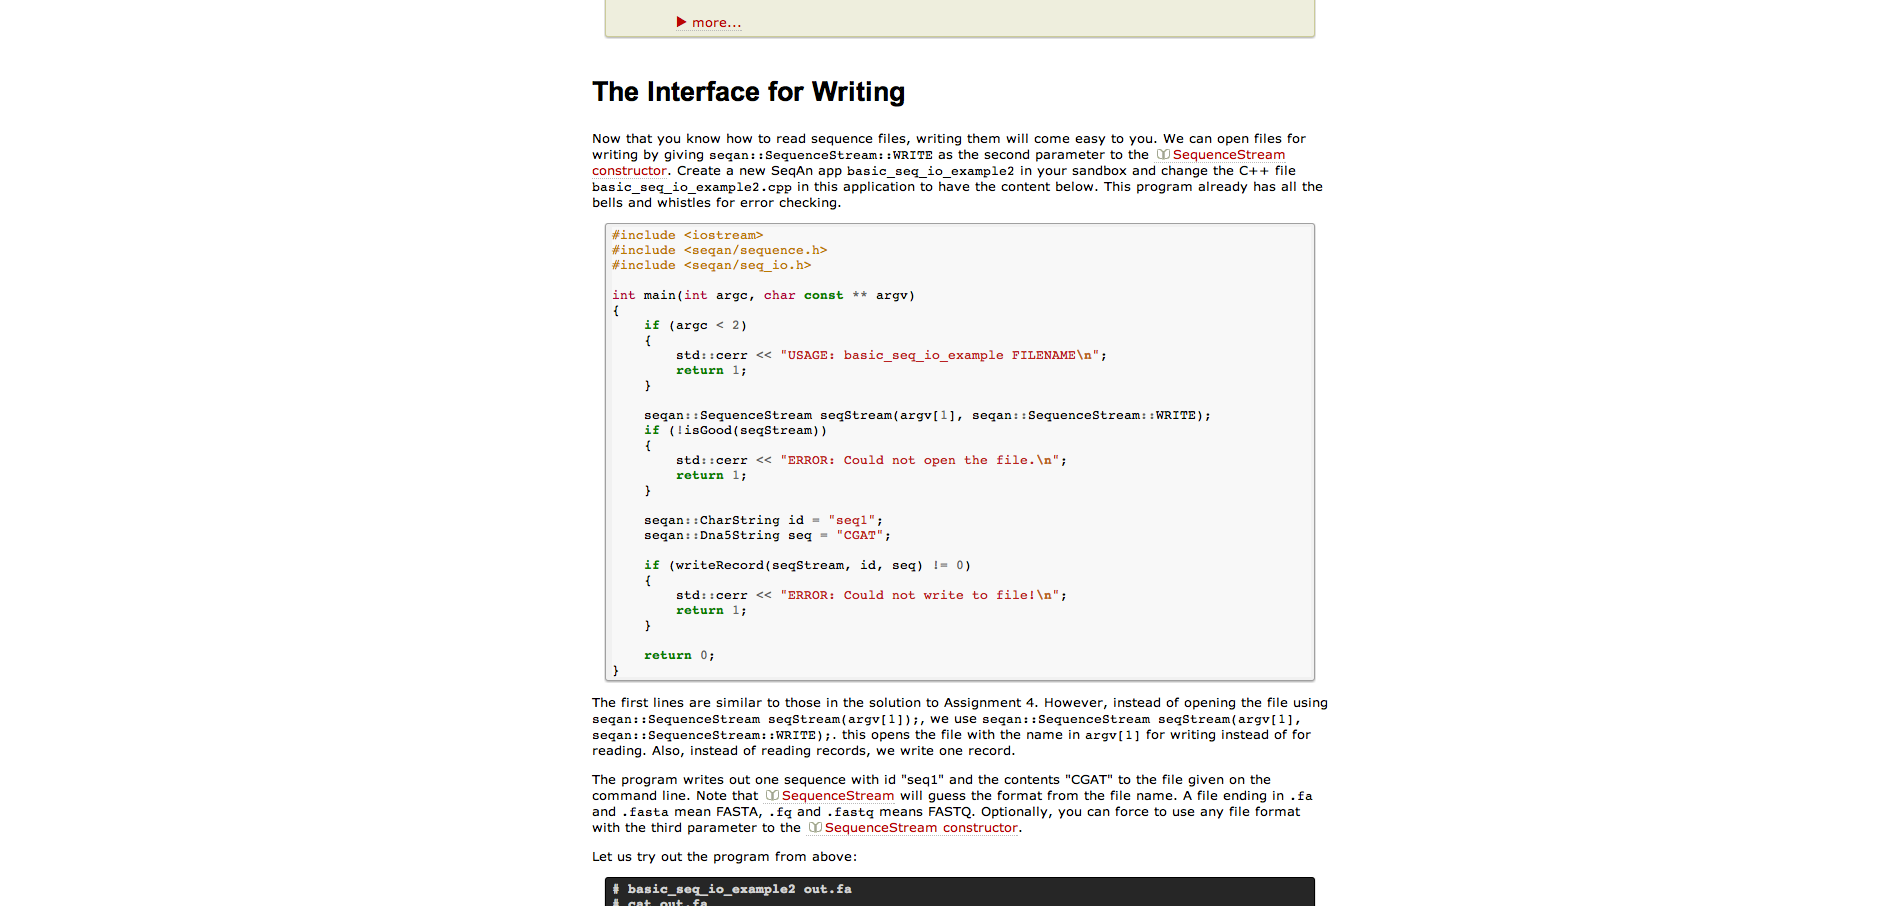 ▶ more...
The Interface for Writing
Now that you know how to read sequence files, writing them will come easy to you. We can open files for
writing by giving seqan::SequenceStream::WRITE as the second parameter to the SequenceStream
constructor. Create a new SeqAn app basic_seq_io_example2 in your sandbox and change the C++ file
basic_seq_io_example2.cpp in this application to have the content below. This program already has all the
bells and whistles for error checking.
#include <iostream>
#include <seqan/sequence.h>
#include <seqan/seq_io.h>
int main(int argc, char const ** argv)
{
    if (argc < 2)
    {
        std::cerr << "USAGE: basic_seq_io_example FILENAME\n";
        return 1;
    }
    seqan::SequenceStream seqStream(argv[1], seqan::SequenceStream::WRITE);
    if (!isGood(seqStream))
    {
        std::cerr << "ERROR: Could not open the file.\n";
        return 1;
    }
    seqan::CharString id = "seq1";
    seqan::Dna5String seq = "CGAT";
    if (writeRecord(seqStream, id, seq) != 0)
    {
        std::cerr << "ERROR: Could not write to file!\n";
        return 1;
    }
    return 0;
}
The first lines are similar to those in the solution to Assignment 4. However, instead of opening the file using
seqan::SequenceStream seqStream(argv[1]);, we use seqan::SequenceStream seqStream(argv[1],
seqan::SequenceStream::WRITE);. this opens the file with the name in argv[1] for writing instead of for
reading. Also, instead of reading records, we write one record.
The program writes out one sequence with id "seq1" and the contents "CGAT" to the file given on the
command line. Note that SequenceStream will guess the format from the file name. A file ending in .fa
and .fasta mean FASTA, .fq and .fastq means FASTQ. Optionally, you can force to use any file format
with the third parameter to the SequenceStream constructor.
Let us try out the program from above:
# basic_seq_io_example2 out.fa
# cat out.fa